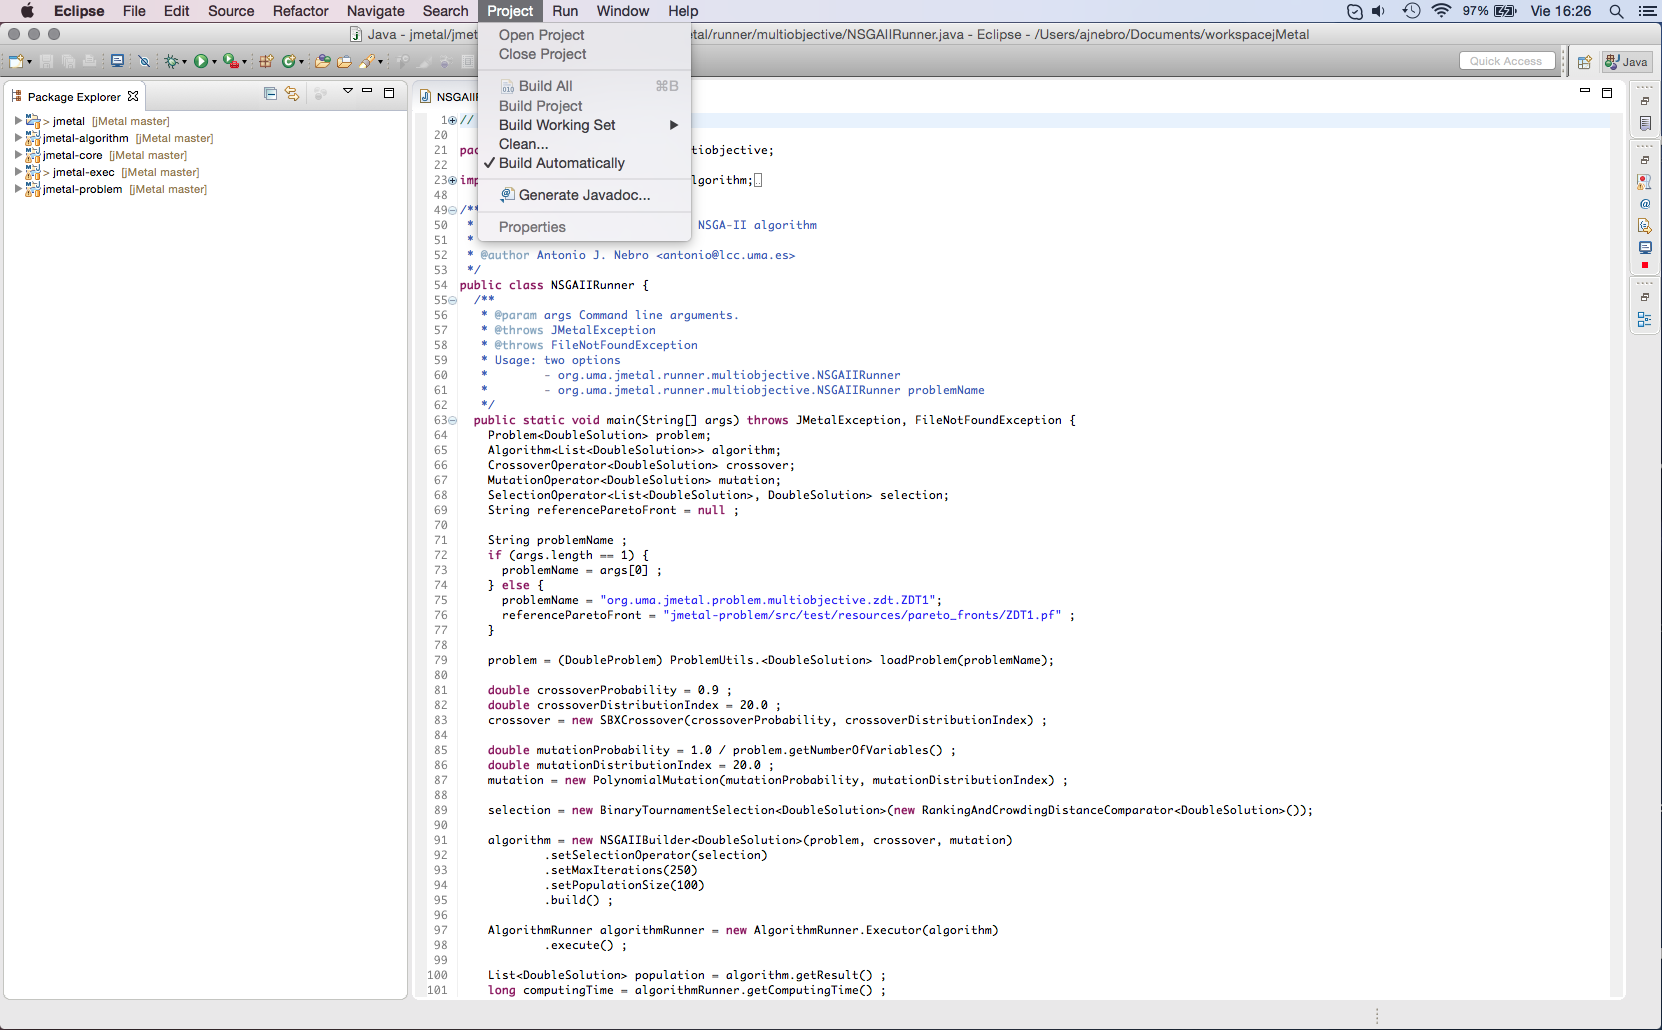 Eclipse File Edit Source Refactor Navigate Search Project Run Window Help 97% Vie 16:26
Java - jmetal/jmet tal/runner/multiobjective/NSGAIIRunner.java - Eclipse - /Users/ajnebro/Documents/workspacejMetal
Quick Access Java
Package Explorer
> jmetal [jMetal master]
jmetal-algorithm [jMetal master]
jmetal-core [jMetal master]
> jmetal-exec [jMetal master]
jmetal-problem [jMetal master]
Open Project
Close Project
Build All ⌘B
Build Project
Build Working Set ▶
Clean...
✓ Build Automatically
Generate Javadoc...
Properties
NSGAII
1 //
20
21 pac tiobjective;
22
23 imp lgorithm;
48
49 /**
50 * NSGA-II algorithm
51 *
52 * @author Antonio J. Nebro <antonio@lcc.uma.es>
53 */
54 public class NSGAIIRunner {
55 /**
56 * @param args Command line arguments.
57 * @throws JMetalException
58 * @throws FileNotFoundException
59 * Usage: two options
60 * - org.uma.jmetal.runner.multiobjective.NSGAIIRunner
61 * - org.uma.jmetal.runner.multiobjective.NSGAIIRunner problemName
62 */
63 public static void main(String[] args) throws JMetalException, FileNotFoundException {
64 Problem<DoubleSolution> problem;
65 Algorithm<List<DoubleSolution>> algorithm;
66 CrossoverOperator<DoubleSolution> crossover;
67 MutationOperator<DoubleSolution> mutation;
68 SelectionOperator<List<DoubleSolution>, DoubleSolution> selection;
69 String referenceParetoFront = null ;
70
71 String problemName ;
72 if (args.length == 1) {
73 problemName = args[0] ;
74 } else {
75 problemName = "org.uma.jmetal.problem.multiobjective.zdt.ZDT1";
76 referenceParetoFront = "jmetal-problem/src/test/resources/pareto_fronts/ZDT1.pf" ;
77 }
78
79 problem = (DoubleProblem) ProblemUtils.<DoubleSolution> loadProblem(problemName);
80
81 double crossoverProbability = 0.9 ;
82 double crossoverDistributionIndex = 20.0 ;
83 crossover = new SBXCrossover(crossoverProbability, crossoverDistributionIndex) ;
84
85 double mutationProbability = 1.0 / problem.getNumberOfVariables() ;
86 double mutationDistributionIndex = 20.0 ;
87 mutation = new PolynomialMutation(mutationProbability, mutationDistributionIndex) ;
88
89 selection = new BinaryTournamentSelection<DoubleSolution>(new RankingAndCrowdingDistanceComparator<DoubleSolution>());
90
91 algorithm = new NSGAIIBuilder<DoubleSolution>(problem, crossover, mutation)
92 .setSelectionOperator(selection)
93 .setMaxIterations(250)
94 .setPopulationSize(100)
95 .build() ;
96
97 AlgorithmRunner algorithmRunner = new AlgorithmRunner.Executor(algorithm)
98 .execute() ;
99
100 List<DoubleSolution> population = algorithm.getResult() ;
101 long computingTime = algorithmRunner.getComputingTime() ;